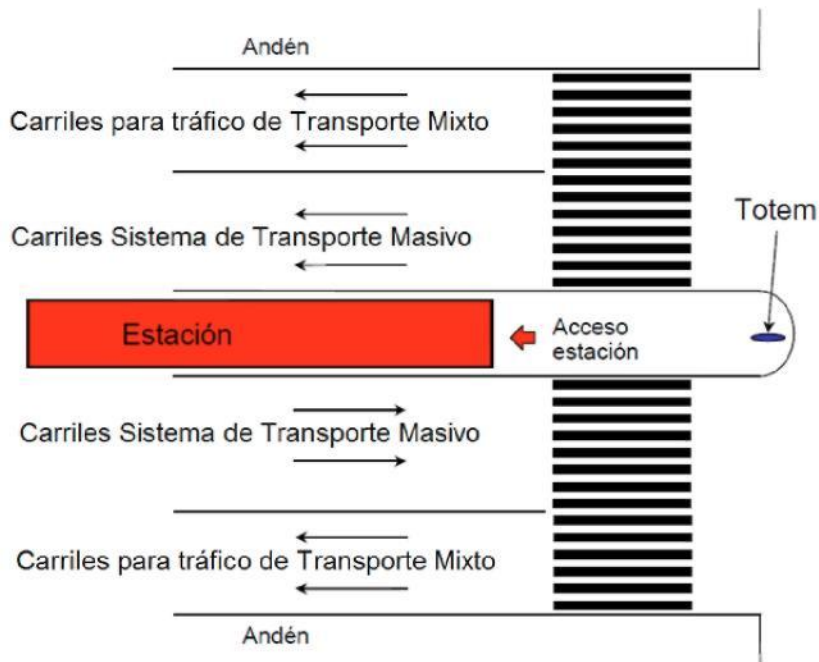 Andén
Carriles para tráfico de Transporte Mixto
Totem
Carriles Sistema de Transporte Masivo
Estación
Acceso
estación
Carriles Sistema de Transporte Masivo
Carriles para tráfico de Transporte Mixto
Andén